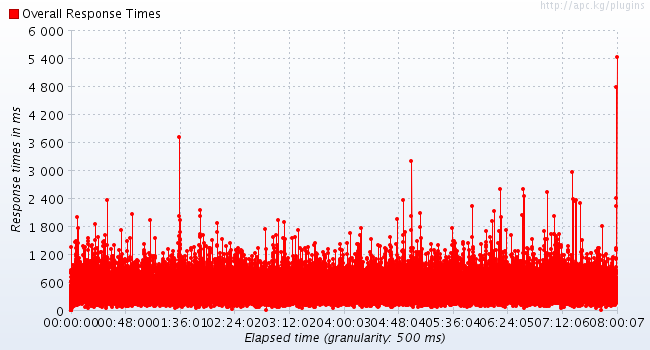 http://apc.kg/plugins
Overall Response Times
6 000
5 400
4 800
4 200
3 600
3 000
2 400
1 800
1 200
600
0
Response times in ms
00:00:00 00:48:00 01:36:01 02:24:02 03:12:02 04:00:03 04:48:04 05:36:04 06:24:05 07:12:06 08:00:07
Elapsed time (granularity: 500 ms)